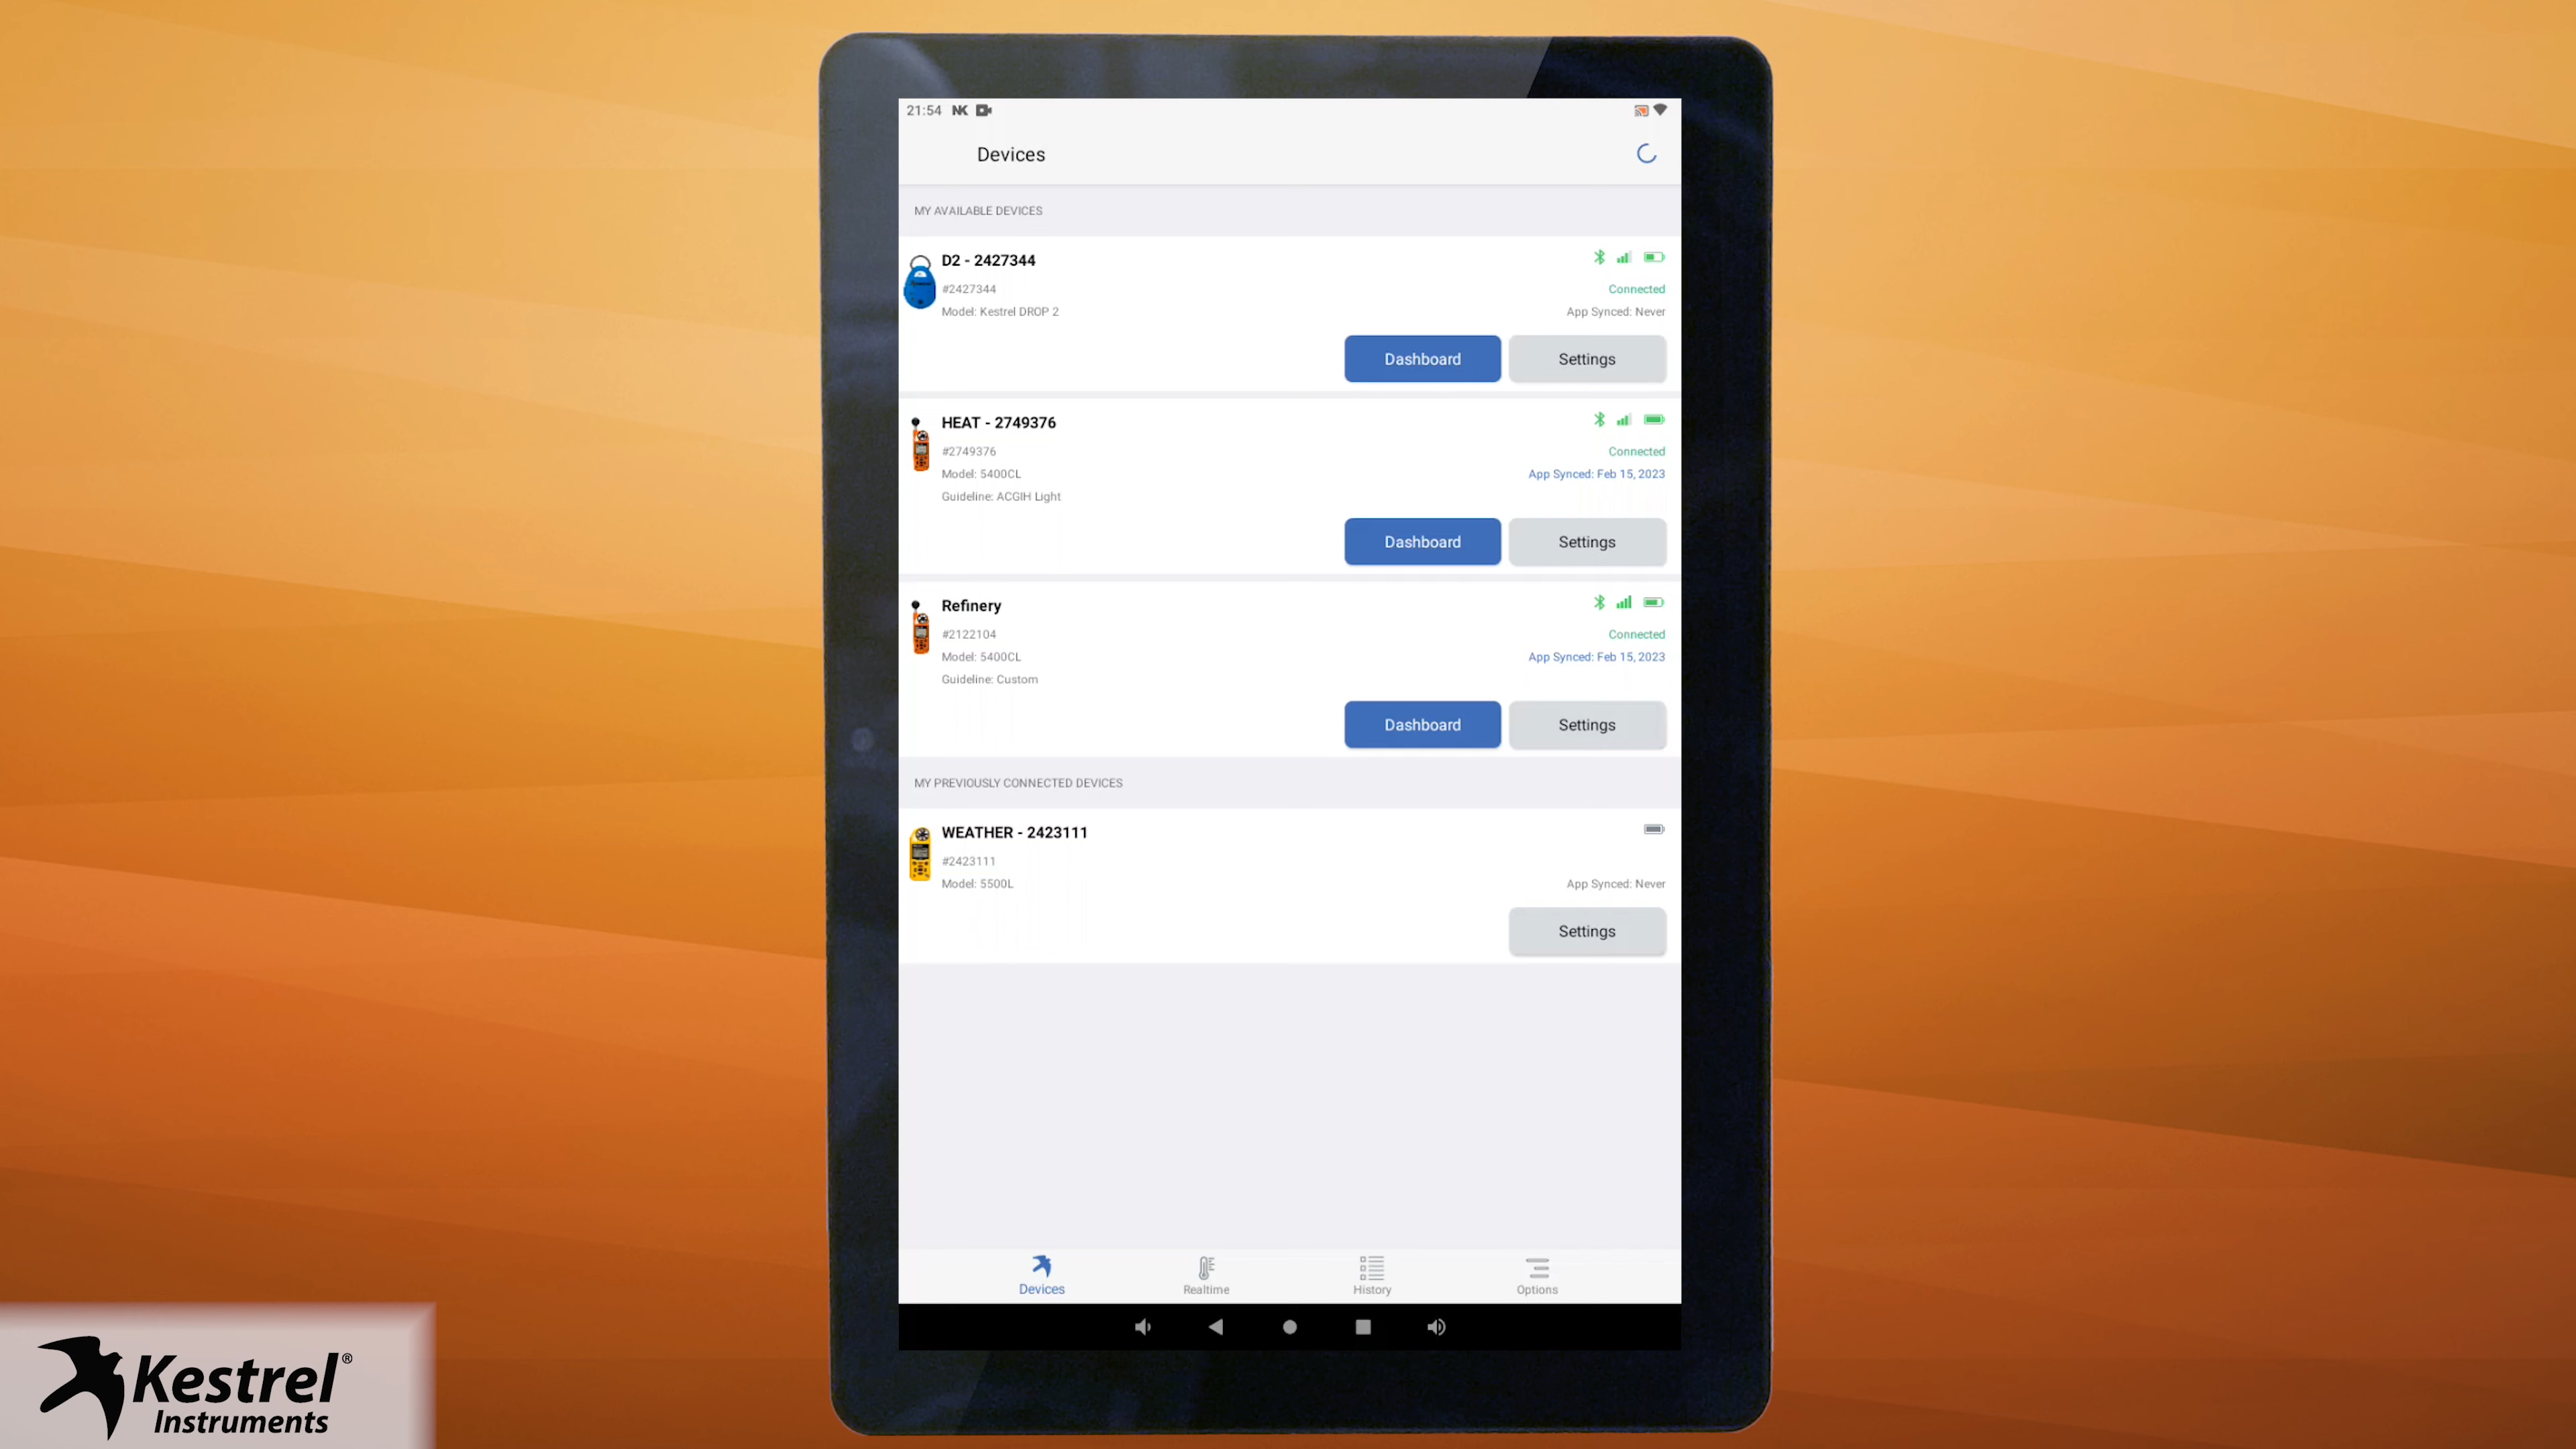 21:54 NK
Devices
MY AVAILABLE DEVICES
D2 - 2427344
#2427344
Connected
Model: Kestrel DROP 2
App Synced: Never
Dashboard
Settings
HEAT - 2749376
#2749376
Connected
Model: 5400CL
App Synced: Feb 15, 2023
Guideline: ACGIH Light
Dashboard
Settings
Refinery
#2122104
Connected
Model: 5400CL
App Synced: Feb 15, 2023
Guideline: Custom
Dashboard
Settings
MY PREVIOUSLY CONNECTED DEVICES
WEATHER - 2423111
#2423111
Model: 5500L
App Synced: Never
Settings
Devices
Realtime
History
Options
Kestrel®
Instruments